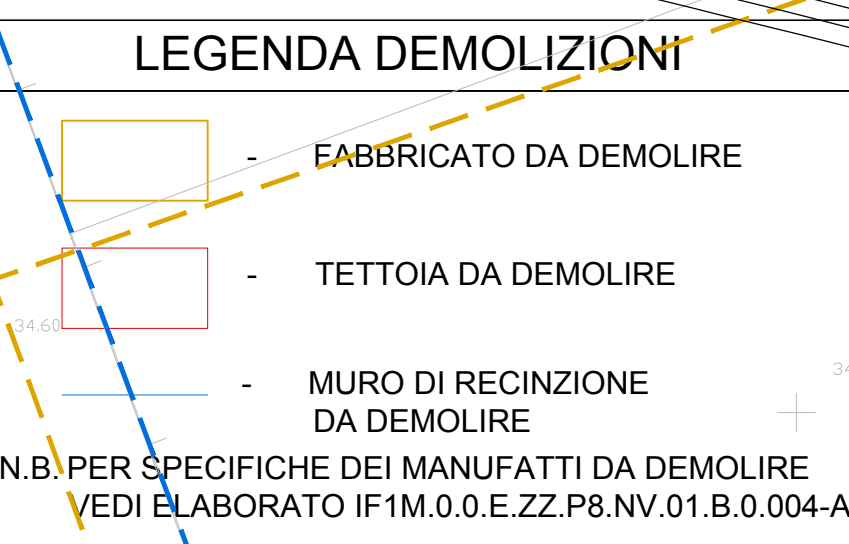 LEGENDA DEMOLIZIONI
- FABBRICATO DA DEMOLIRE
- TETTOIA DA DEMOLIRE
34.60
34
- MURO DI RECINZIONE
DA DEMOLIRE
N.B. PER SPECIFICHE DEI MANUFATTI DA DEMOLIRE
VEDI ELABORATO IF1M.0.0.E.ZZ.P8.NV.01.B.0.004-A